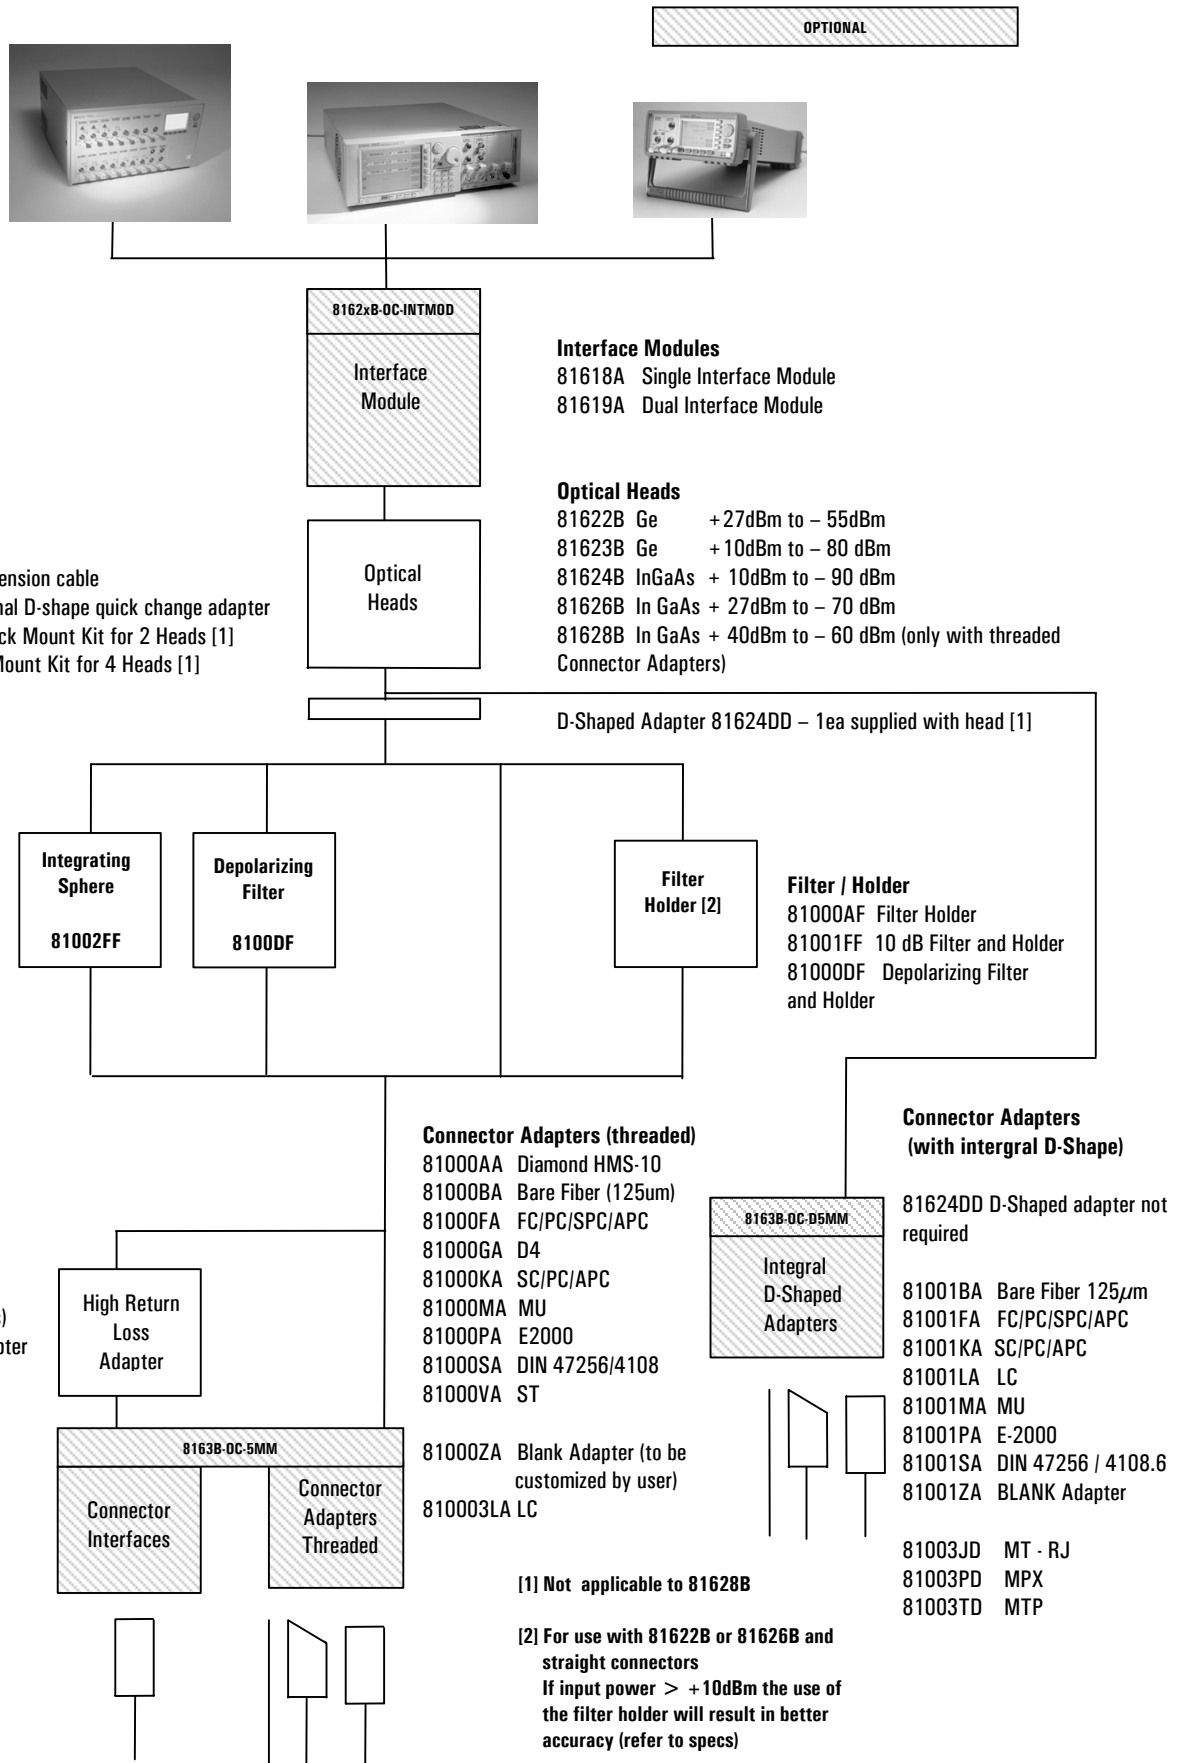 OPTIONAL
8162xB-OC-INTMOD
Interface
Module
Interface Modules
81618A Single Interface Module
81619A Dual Interface Module
Optical Heads
81622B Ge +27dBm to – 55dBm
81623B Ge +10dBm to – 80 dBm
81624B InGaAs + 10dBm to – 90 dBm
81626B In GaAs + 27dBm to – 70 dBm
81628B In GaAs + 40dBm to – 60 dBm (only with threaded
Connector Adapters)
Optical
Heads
ension cable
nal D-shape quick change adapter
ck Mount Kit for 2 Heads [1]
Mount Kit for 4 Heads [1]
D-Shaped Adapter 81624DD – 1ea supplied with head [1]
Integrating
Sphere
81002FF
Depolarizing
Filter
8100DF
Filter
Holder [2]
Filter / Holder
81000AF Filter Holder
81001FF 10 dB Filter and Holder
81000DF Depolarizing Filter
and Holder
Connector Adapters (threaded)
81000AA Diamond HMS-10
81000BA Bare Fiber (125um)
81000FA FC/PC/SPC/APC
81000GA D4
81000KA SC/PC/APC
81000MA MU
81000PA E2000
81000SA DIN 47256/4108
81000VA ST
81000ZA Blank Adapter (to be
customized by user)
810003LA LC
Connector Adapters
(with intergral D-Shape)
81624DD D-Shaped adapter not
required
81001BA Bare Fiber 125µm
81001FA FC/PC/SPC/APC
81001KA SC/PC/APC
81001LA LC
81001MA MU
81001PA E-2000
81001SA DIN 47256 / 4108.6
81001ZA BLANK Adapter
81003JD MT - RJ
81003PD MPX
81003TD MTP
8163B-OC-D5MM
Integral
D-Shaped
Adapters
)
pter
High Return
Loss
Adapter
8163B-OC-5MM
Connector
Interfaces
Connector
Adapters
Threaded
[1] Not applicable to 81628B
[2] For use with 81622B or 81626B and
straight connectors
If input power > +10dBm the use of
the filter holder will result in better
accuracy (refer to specs)